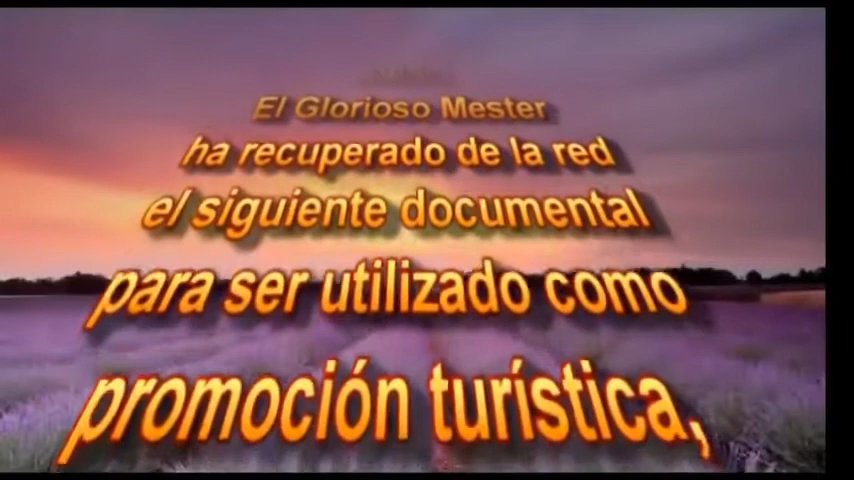 El Glorioso Mester
ha recuperado de la red
el siguiente documental
para ser utilizado como
promoción turística,